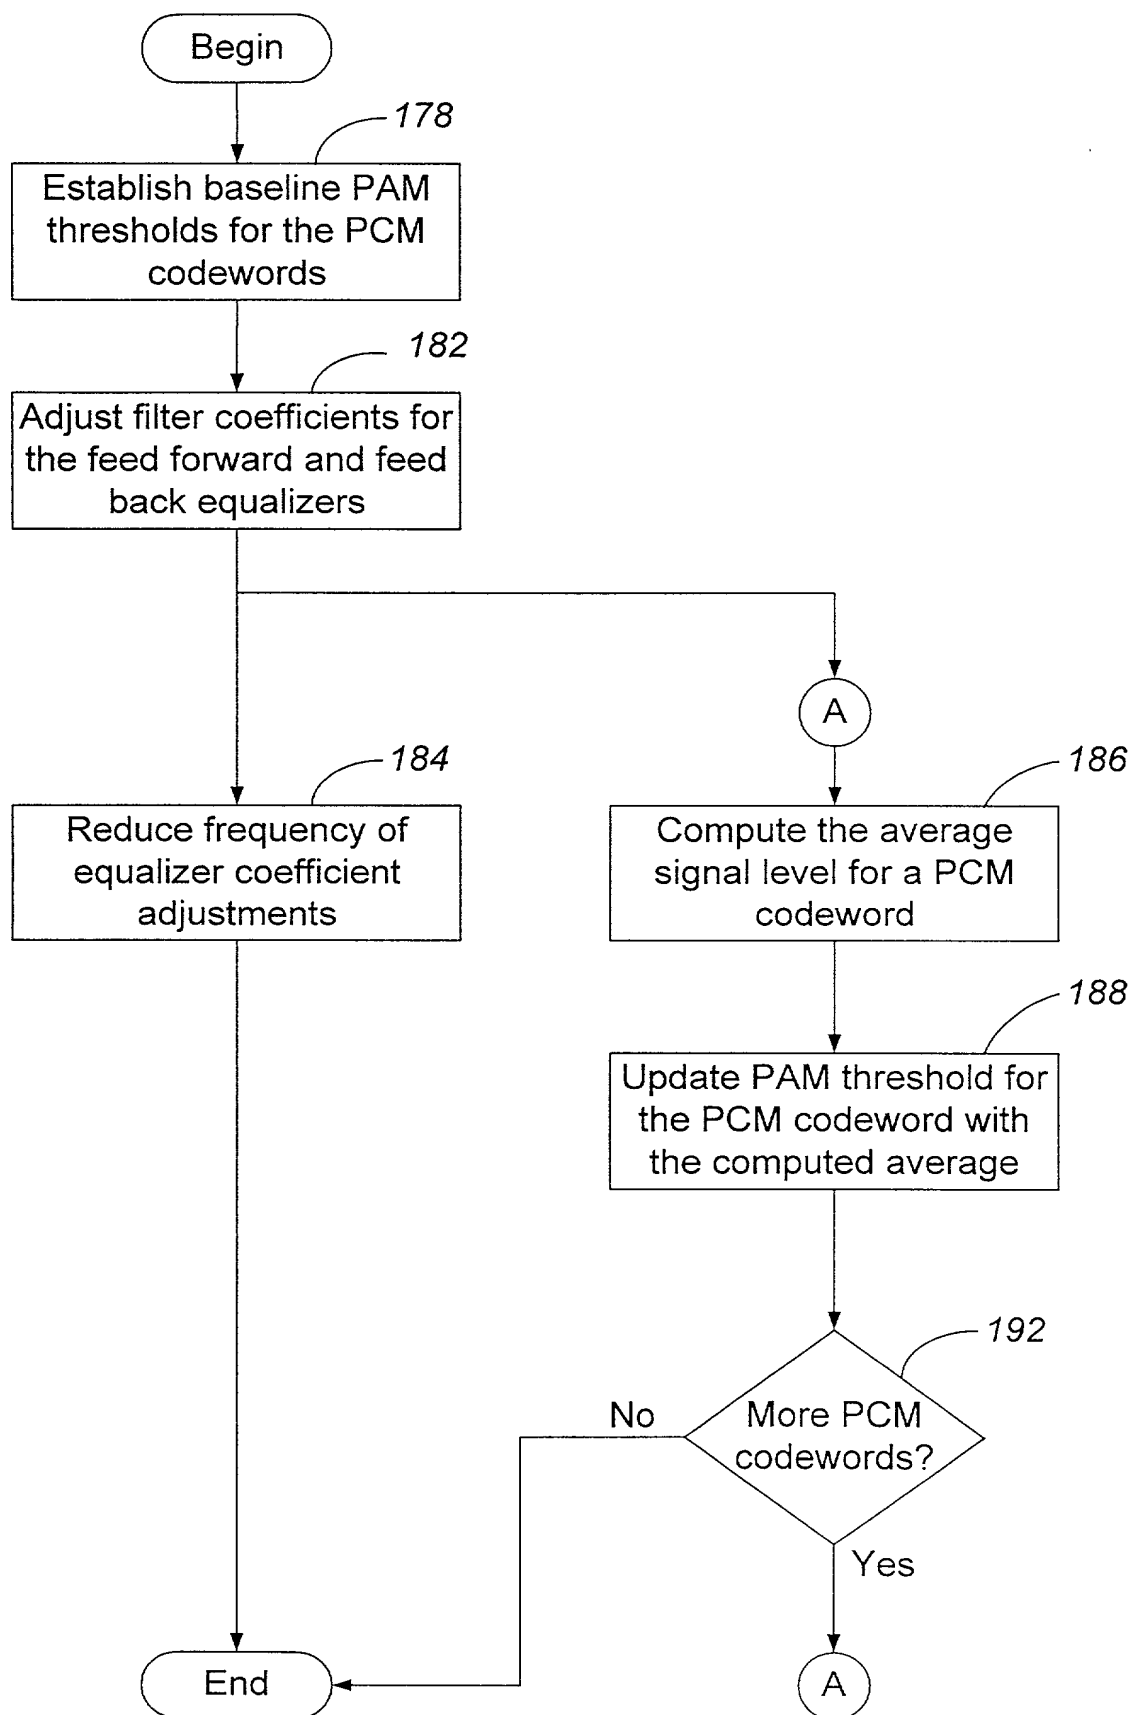 Begin
178
Establish baseline PAM
thresholds for the PCM
codewords
182
Adjust filter coefficients for
the feed forward and feed
back equalizers
A
184
Reduce frequency of
equalizer coefficient
adjustments
186
Compute the average
signal level for a PCM
codeword
188
Update PAM threshold for
the PCM codeword with
the computed average
192
More PCM
codewords?
No
Yes
End
A